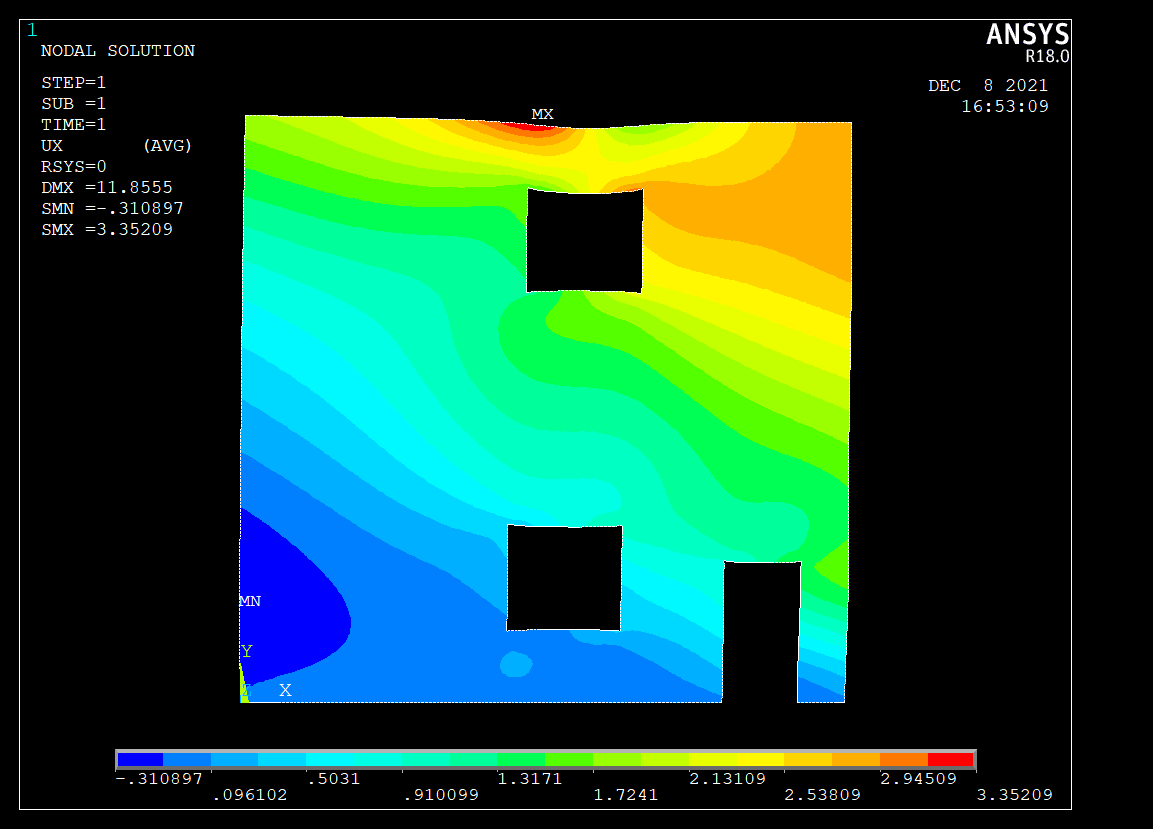 1
ANSYS
R18.0
NODAL SOLUTION
DEC 8 2021
16:53:09
STEP=1
SUB =1
TIME=1
UX (AVG)
RSYS=0
DMX =11.8555
SMN =-.310897
SMX =3.35209
MX
MN
Y
X
-.310897 .5031 1.3171 2.13109 2.94509
.096102 .910099 1.7241 2.53809 3.35209